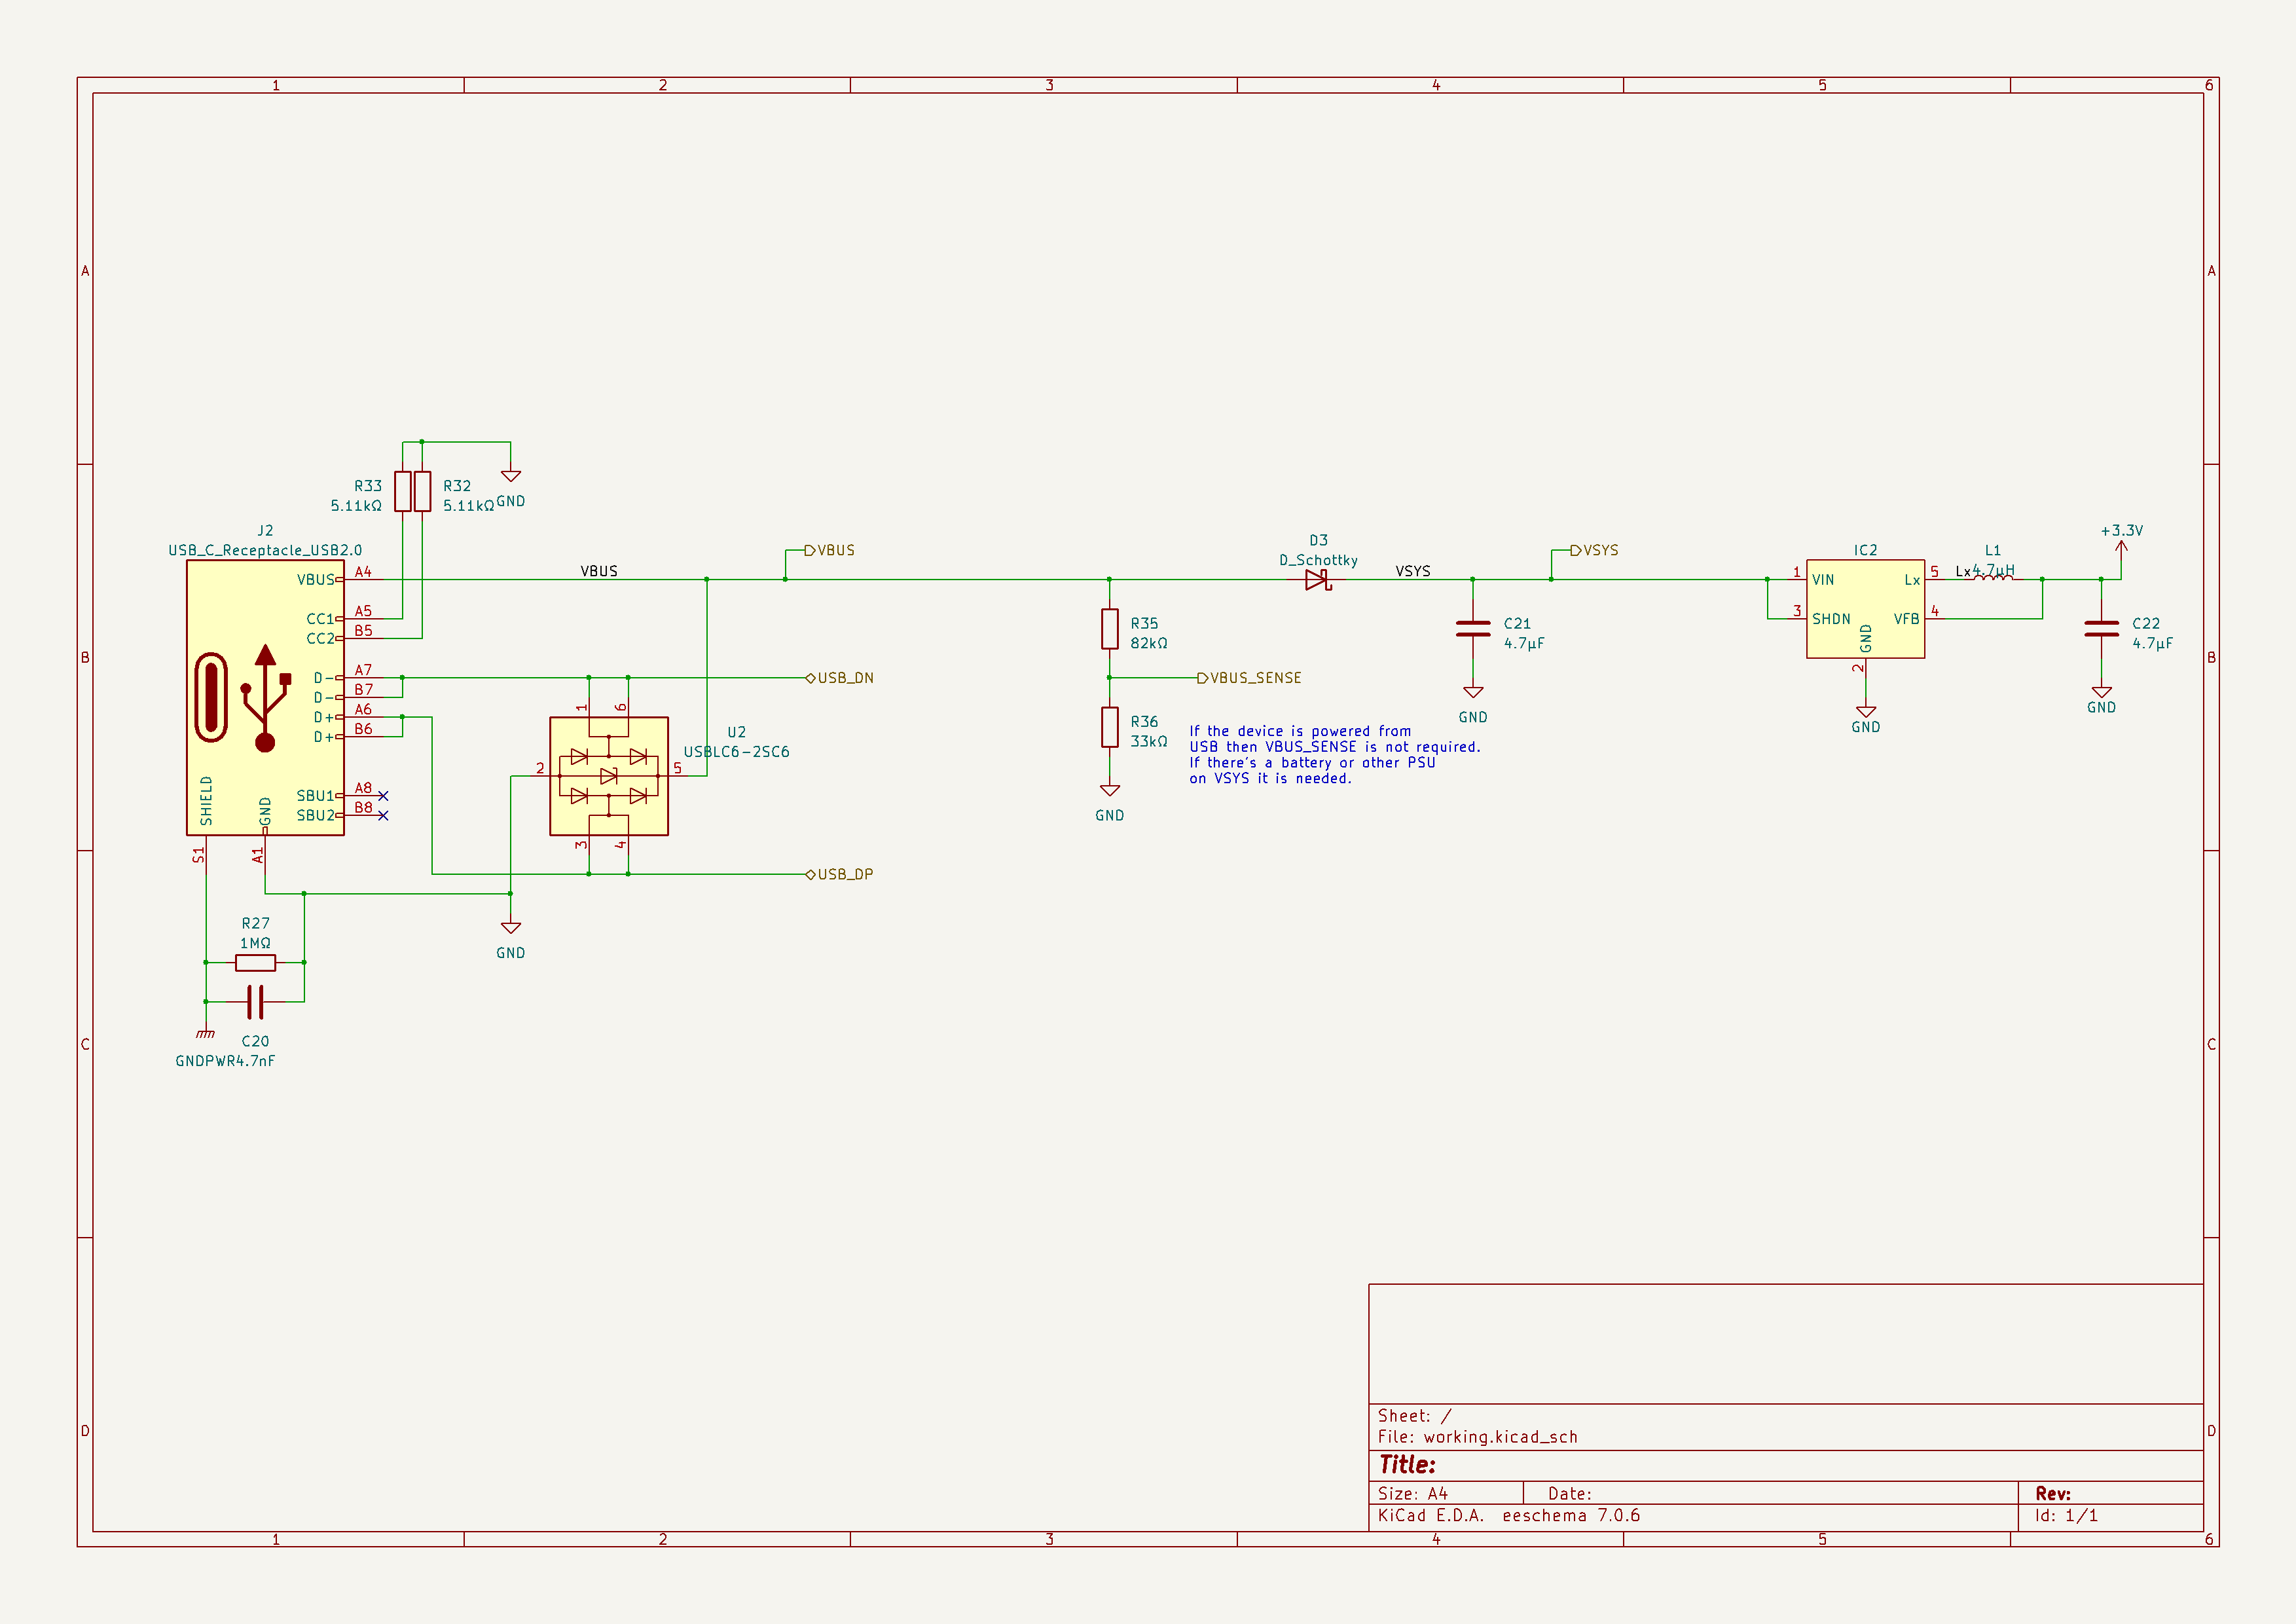 1 2 3 4 5 6
A A
B B
C C
D D
1 2 3 4 5 6
R33
5.11kΩ
R32
5.11kΩ
GND
J2
USB_C_Receptacle_USB2.0
VBUS A4
CC1 A5
CC2 B5
D- A7
D- B7
D+ A6
D+ B6
SBU1 A8
SBU2 B8
SHIELD
GND
S1
A1
R27
1MΩ
C20
GNDPWR
4.7nF
GND
VBUS
VBUS
USB_DN
U2
USBLC6-2SC6
1
6
2
5
3
4
USB_DP
R35
82kΩ
VBUS_SENSE
R36
33kΩ
GND
If the device is powered from
USB then VBUS_SENSE is not required.
If there's a battery or other PSU
on VSYS it is needed.
D3
D_Schottky
VSYS
VSYS
C21
4.7µF
GND
IC2
1 VIN
3 SHDN
GND
2
Lx 5
VFB 4
GND
Lx
L1
4.7µH
+3.3V
C22
4.7µF
GND
Sheet: /
File: working.kicad_sch
Title:
Size: A4 Date: Rev:
KiCad E.D.A. eeschema 7.0.6 Id: 1/1